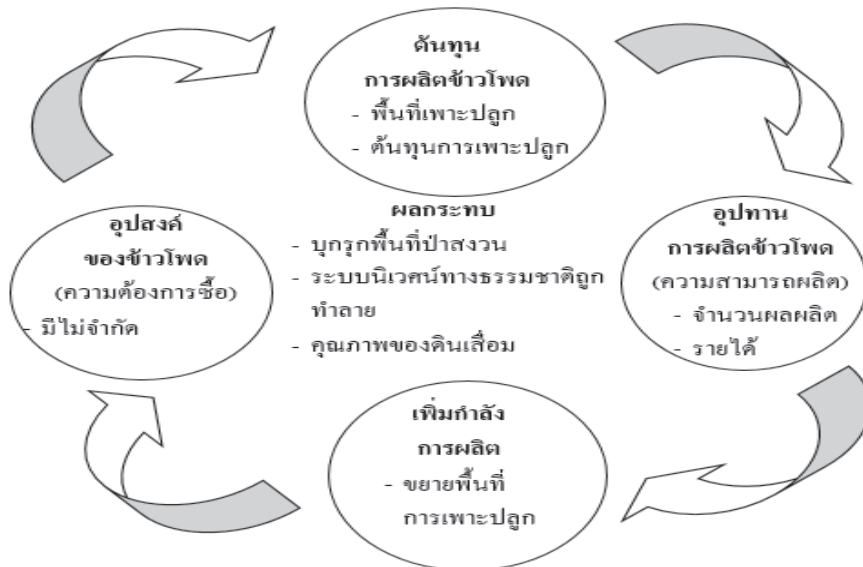 ต้นทุน
การผลิตข้าวโพด
- พื้นที่เพาะปลูก
- ต้นทุนการเพาะปลูก
อุปสงค์
ของข้าวโพด
(ความต้องการซื้อ)
- มีไม่จำกัด
ผลกระทบ
- บุกรุกพื้นที่ป่าสงวน
- ระบบนิเวศน์ทางธรรมชาติถูก
ทำลาย
- คุณภาพของดินเสื่อม
อุปทาน
การผลิตข้าวโพด
(ความสามารถผลิต)
- จำนวนผลผลิต
- รายได้
เพิ่มกำลัง
การผลิต
- ขยายพื้นที่
การเพาะปลูก